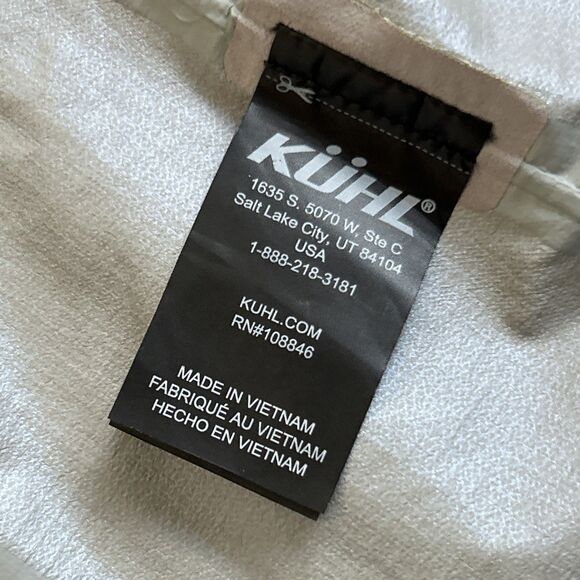 KÜHL®
1635 S. 5070 W, Ste C
Salt Lake City, UT 84104
USA
1-888-218-3181
KUHL.COM
RN#108846
MADE IN VIETNAM
FABRIQUÉ AU VIETNAM
HECHO EN VIETNAM